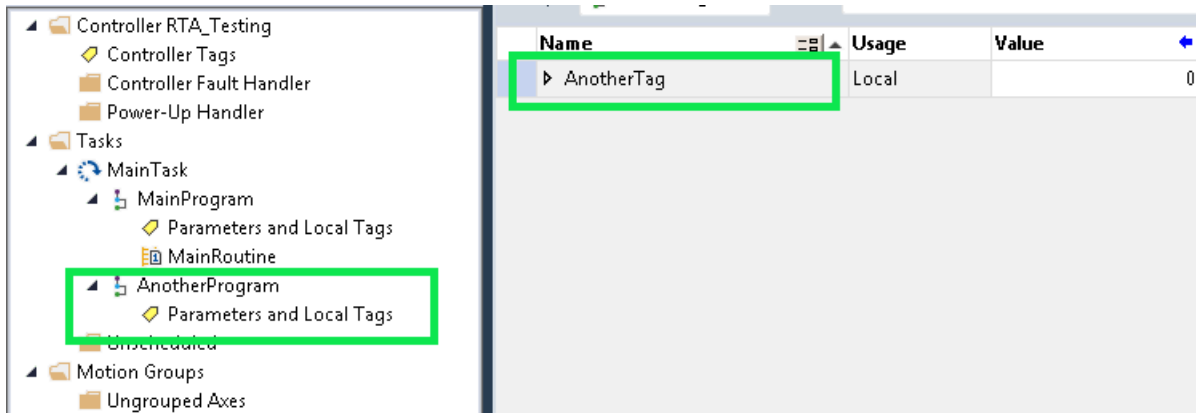 Controller RTA_Testing
Controller Tags
Controller Fault Handler
Power-Up Handler
Tasks
MainTask
MainProgram
Parameters and Local Tags
MainRoutine
AnotherProgram
Parameters and Local Tags
Unscheduled
Motion Groups
Ungrouped Axes
Name Usage Value
AnotherTag Local 0